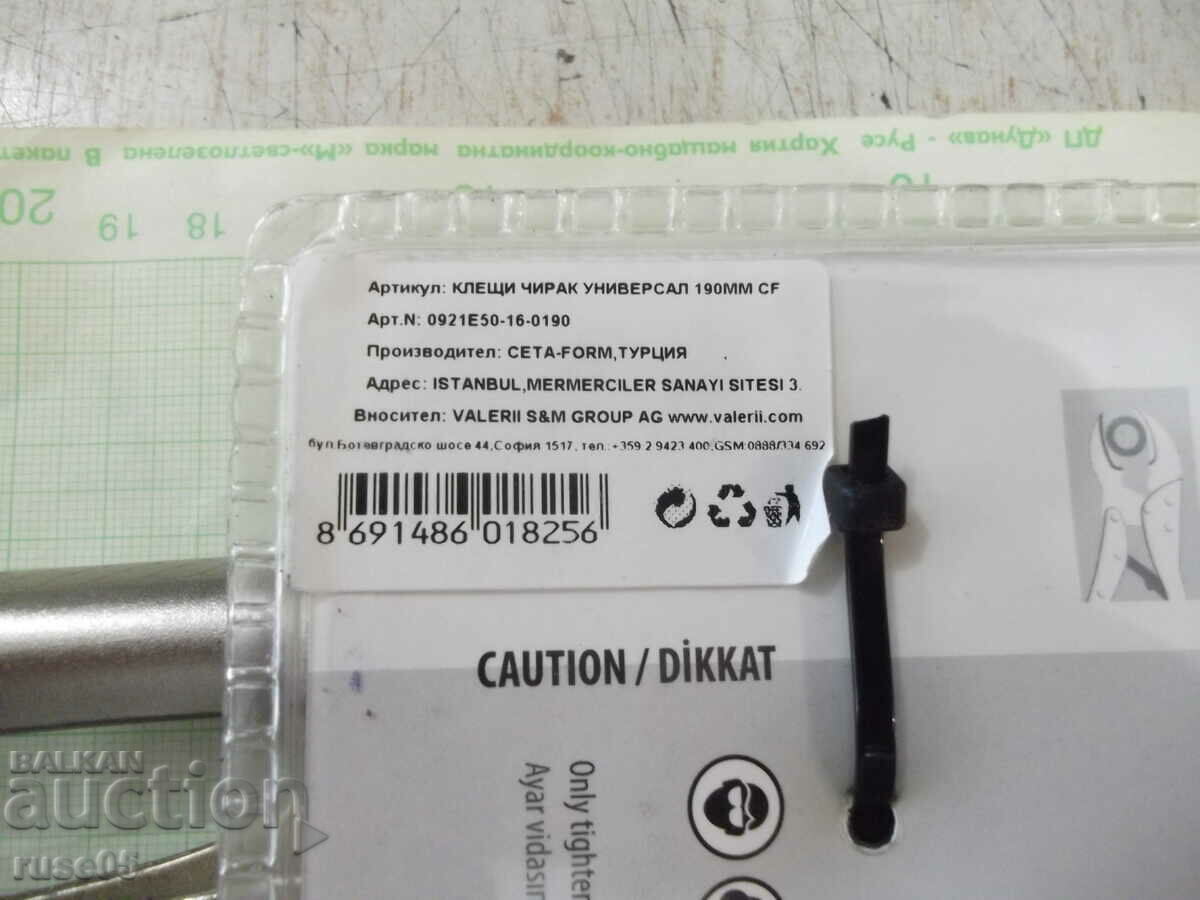 ДП «Дунав» - Русе Хартия мащабно-координатна марка «М»-светлозелена В пакет
20
19
18
Артикул: КЛЕЩИ ЧИРАК УНИВЕРСАЛ 190ММ CF
Арт.N: 0921E50-16-0190
Производител: CETA-FORM,ТУРЦИЯ
Адрес: ISTANBUL,MERMERCILER SANAYI SITESI 3.
Вносител: VALERII S&M GROUP AG www.valerii.com
бул.Ботевградско шосе 44,София 1517, тел.:+359 2 9423 400;GSM:0888/334 692
8 691486 018256
CAUTION / DİKKAT
Only tighten
Ayar vidasın
BALKAN
auction
ruse05